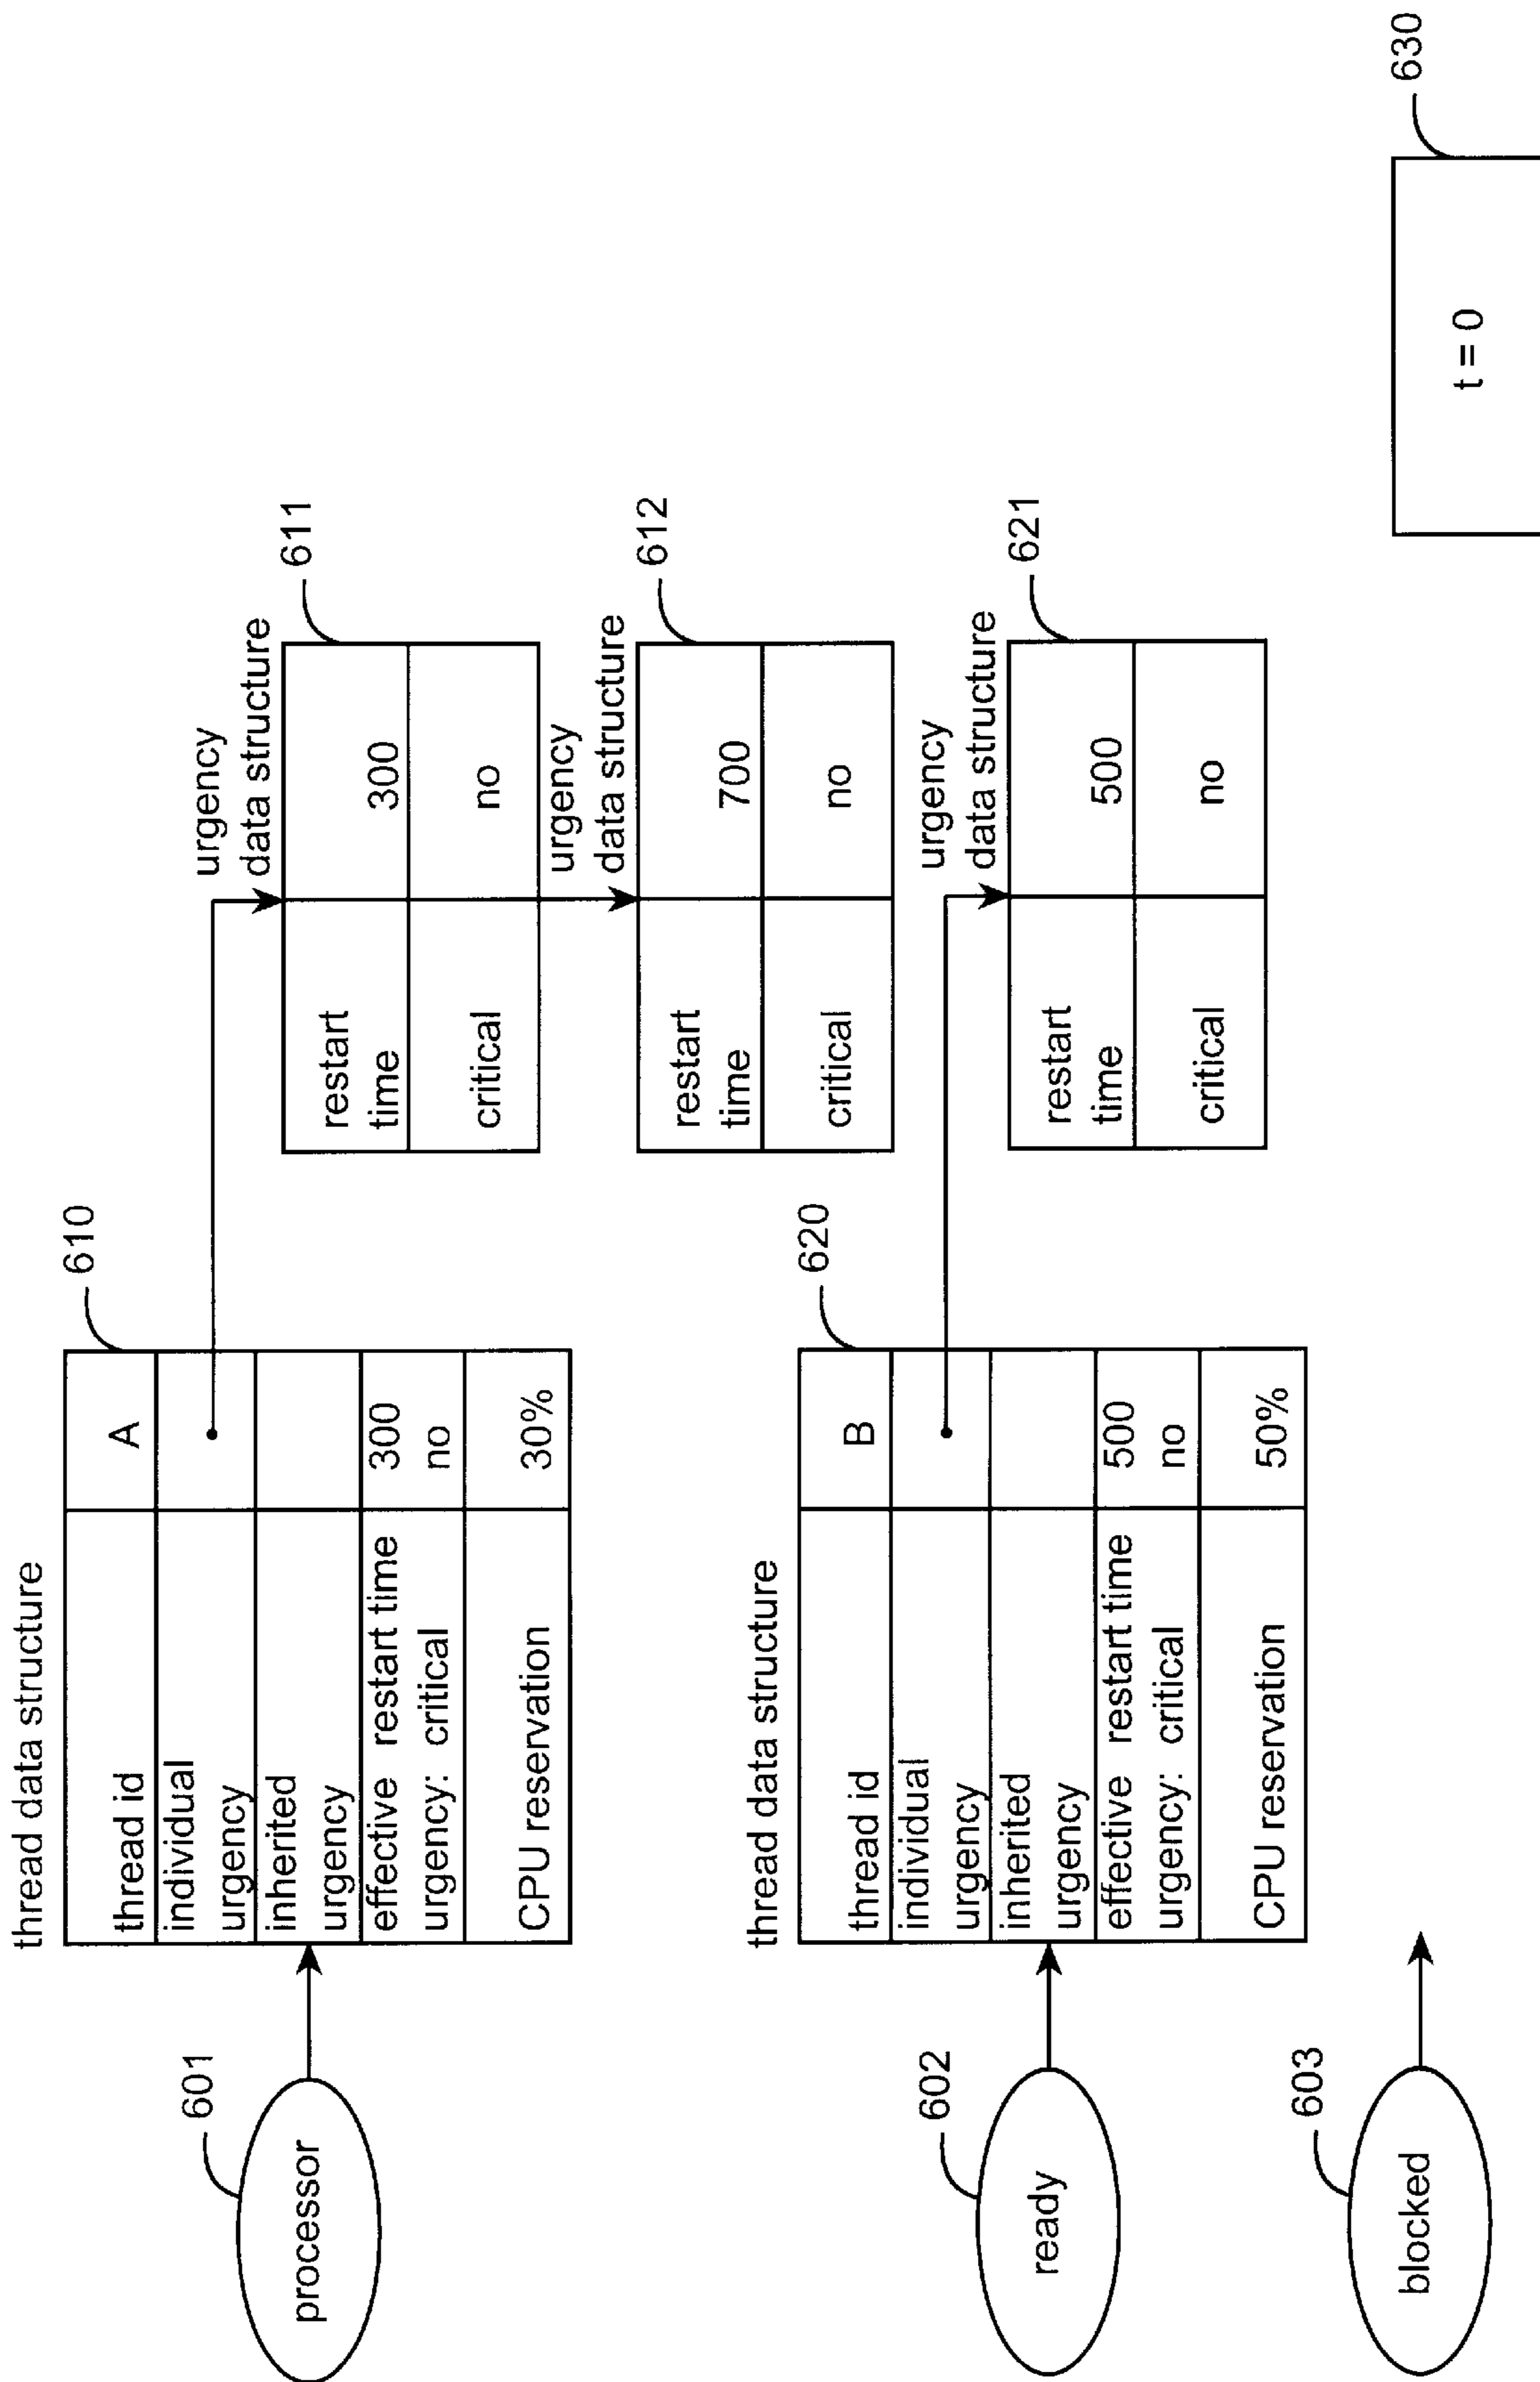 thread data structure
610
thread id A
individual
urgency
inherited
urgency
effective restart time 300
urgency: critical no
CPU reservation 30%
601
processor
urgency
data structure
611
restart
time 300
critical no
urgency
data structure
612
restart
time 700
critical no
thread data structure
620
thread id B
individual
urgency
inherited
urgency
effective restart time 500
urgency: critical no
CPU reservation 50%
602
ready
urgency
data structure
621
restart
time 500
critical no
603
blocked
630
t = 0